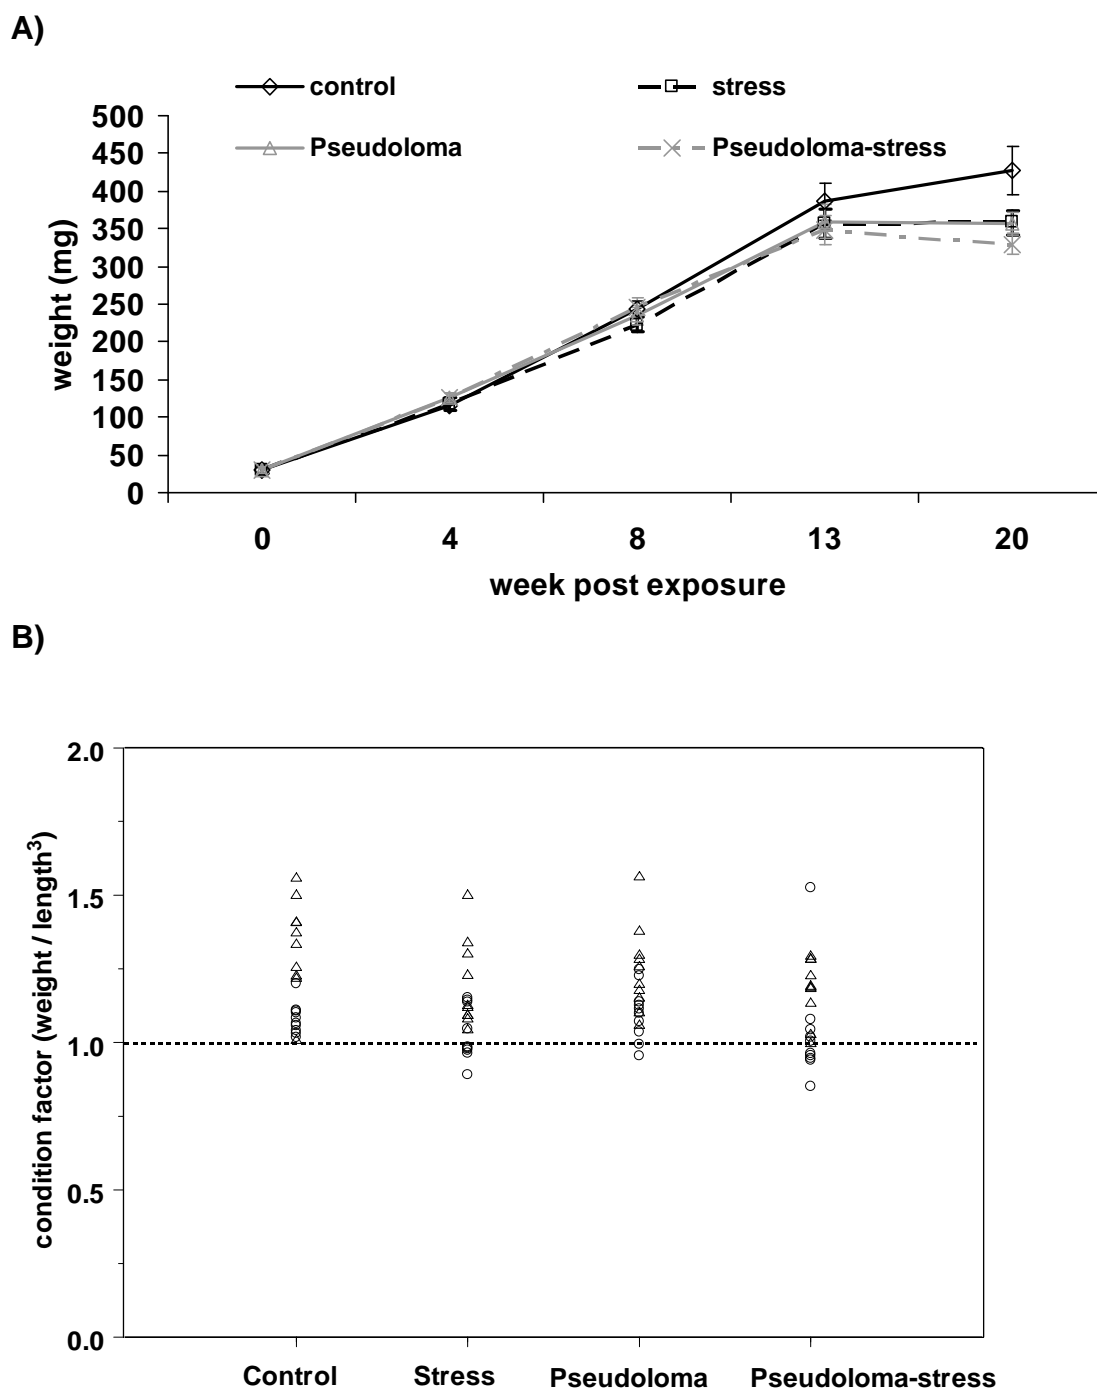 A)
control
stress
Pseudoloma
Pseudoloma-stress
500
450
400
350
300
250
200
150
100
50
0
weight (mg)
0 4 8 13 20
week post exposure
B)
2.0
1.5
1.0
0.5
0.0
condition factor (weight / length³)
Control Stress Pseudoloma Pseudoloma-stress